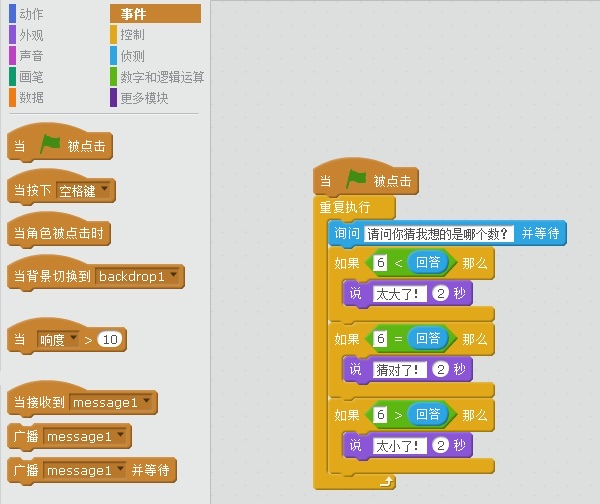 动作
事件
外观
控制
声音
侦测
画笔
数字和逻辑运算
数据
更多模块
当 被点击
当按下 空格键
当角色被点击时
当背景切换到 backdrop1
当 响度 > 10
当接收到 message1
广播 message1
广播 message1 并等待
当 被点击
重复执行
询问 请问你猜我想的是哪个数？ 并等待
如果 6 < 回答 那么
说 太大了！ 2 秒
如果 6 = 回答 那么
说 猜对了！ 2 秒
如果 6 > 回答 那么
说 太小了！ 2 秒